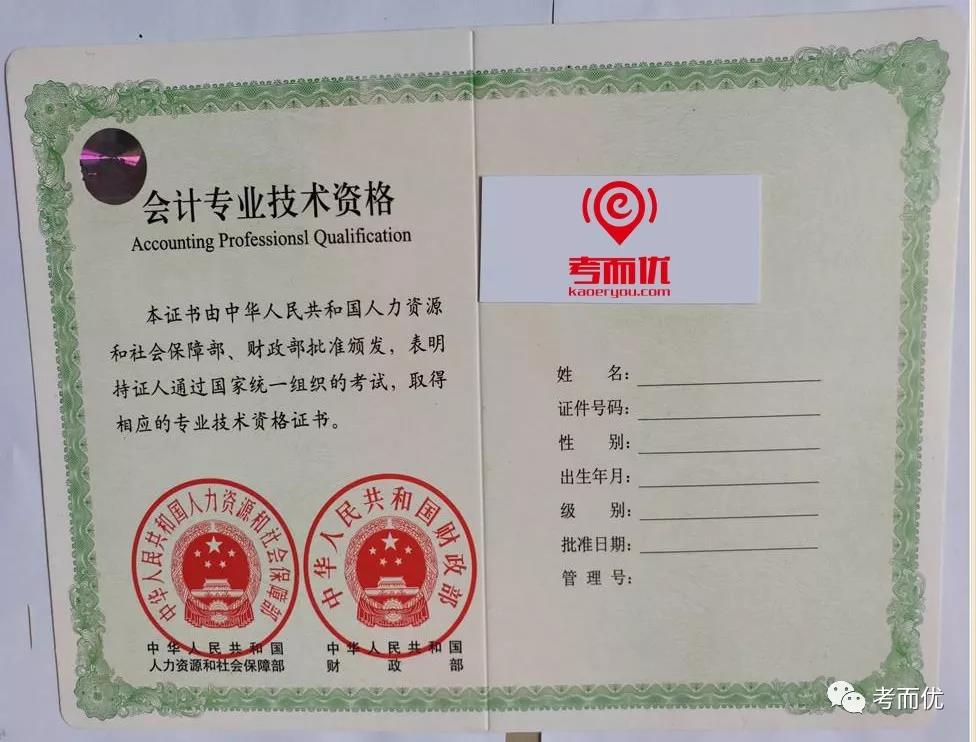 会计专业技术资格
Accounting Professionsl Qualification
本证书由中华人民共和国人力资源
和社会保障部、财政部批准颁发，表明
持证人通过国家统一组织的考试，取得
相应的专业技术资格证书。
中华人民共和国人力资源和社会保障部
中华人民共和国财政部
中华人民共和国
人力资源和社会保障部
中华人民共和国
财政部
e
考而优
kaoeryou.com
姓名：
证件号码：
性别：
出生年月：
级别：
批准日期：
管理号：
考而优